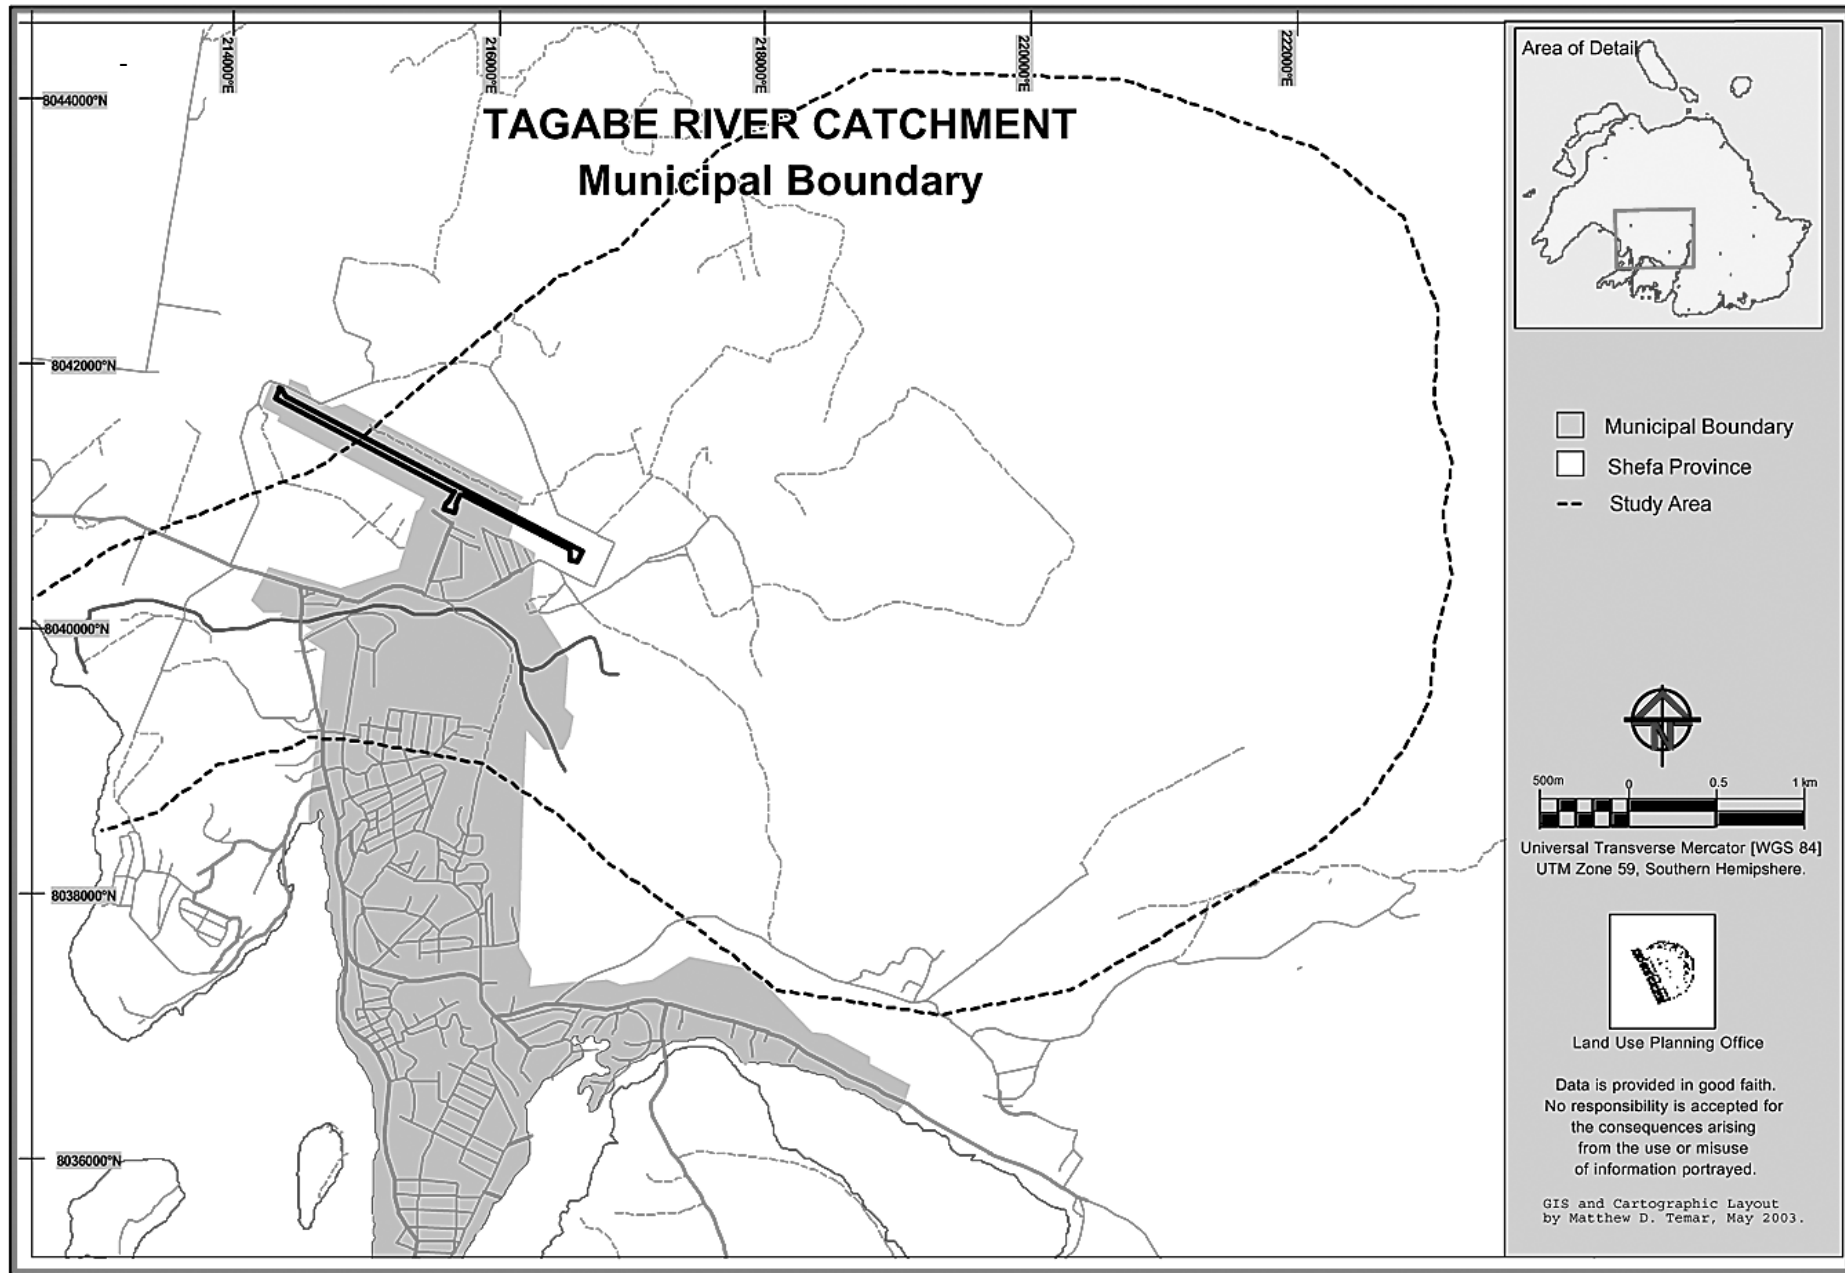 214000°E
216000°E
218000°E
220000°E
222000°E
8044000°N
8042000°N
8040000°N
8038000°N
8036000°N
TAGABE RIVER CATCHMENT
Municipal Boundary
Area of Detail
Municipal Boundary
Shefa Province
Study Area
N
500m 0 0.5 1 km
Universal Transverse Mercator [WGS 84]
UTM Zone 59, Southern Hemipshere.
Land Use Planning Office
Data is provided in good faith.
No responsibility is accepted for
the consequences arising
from the use or misuse
of information portrayed.
GIS and Cartographic Layout
by Matthew D. Temar, May 2003.